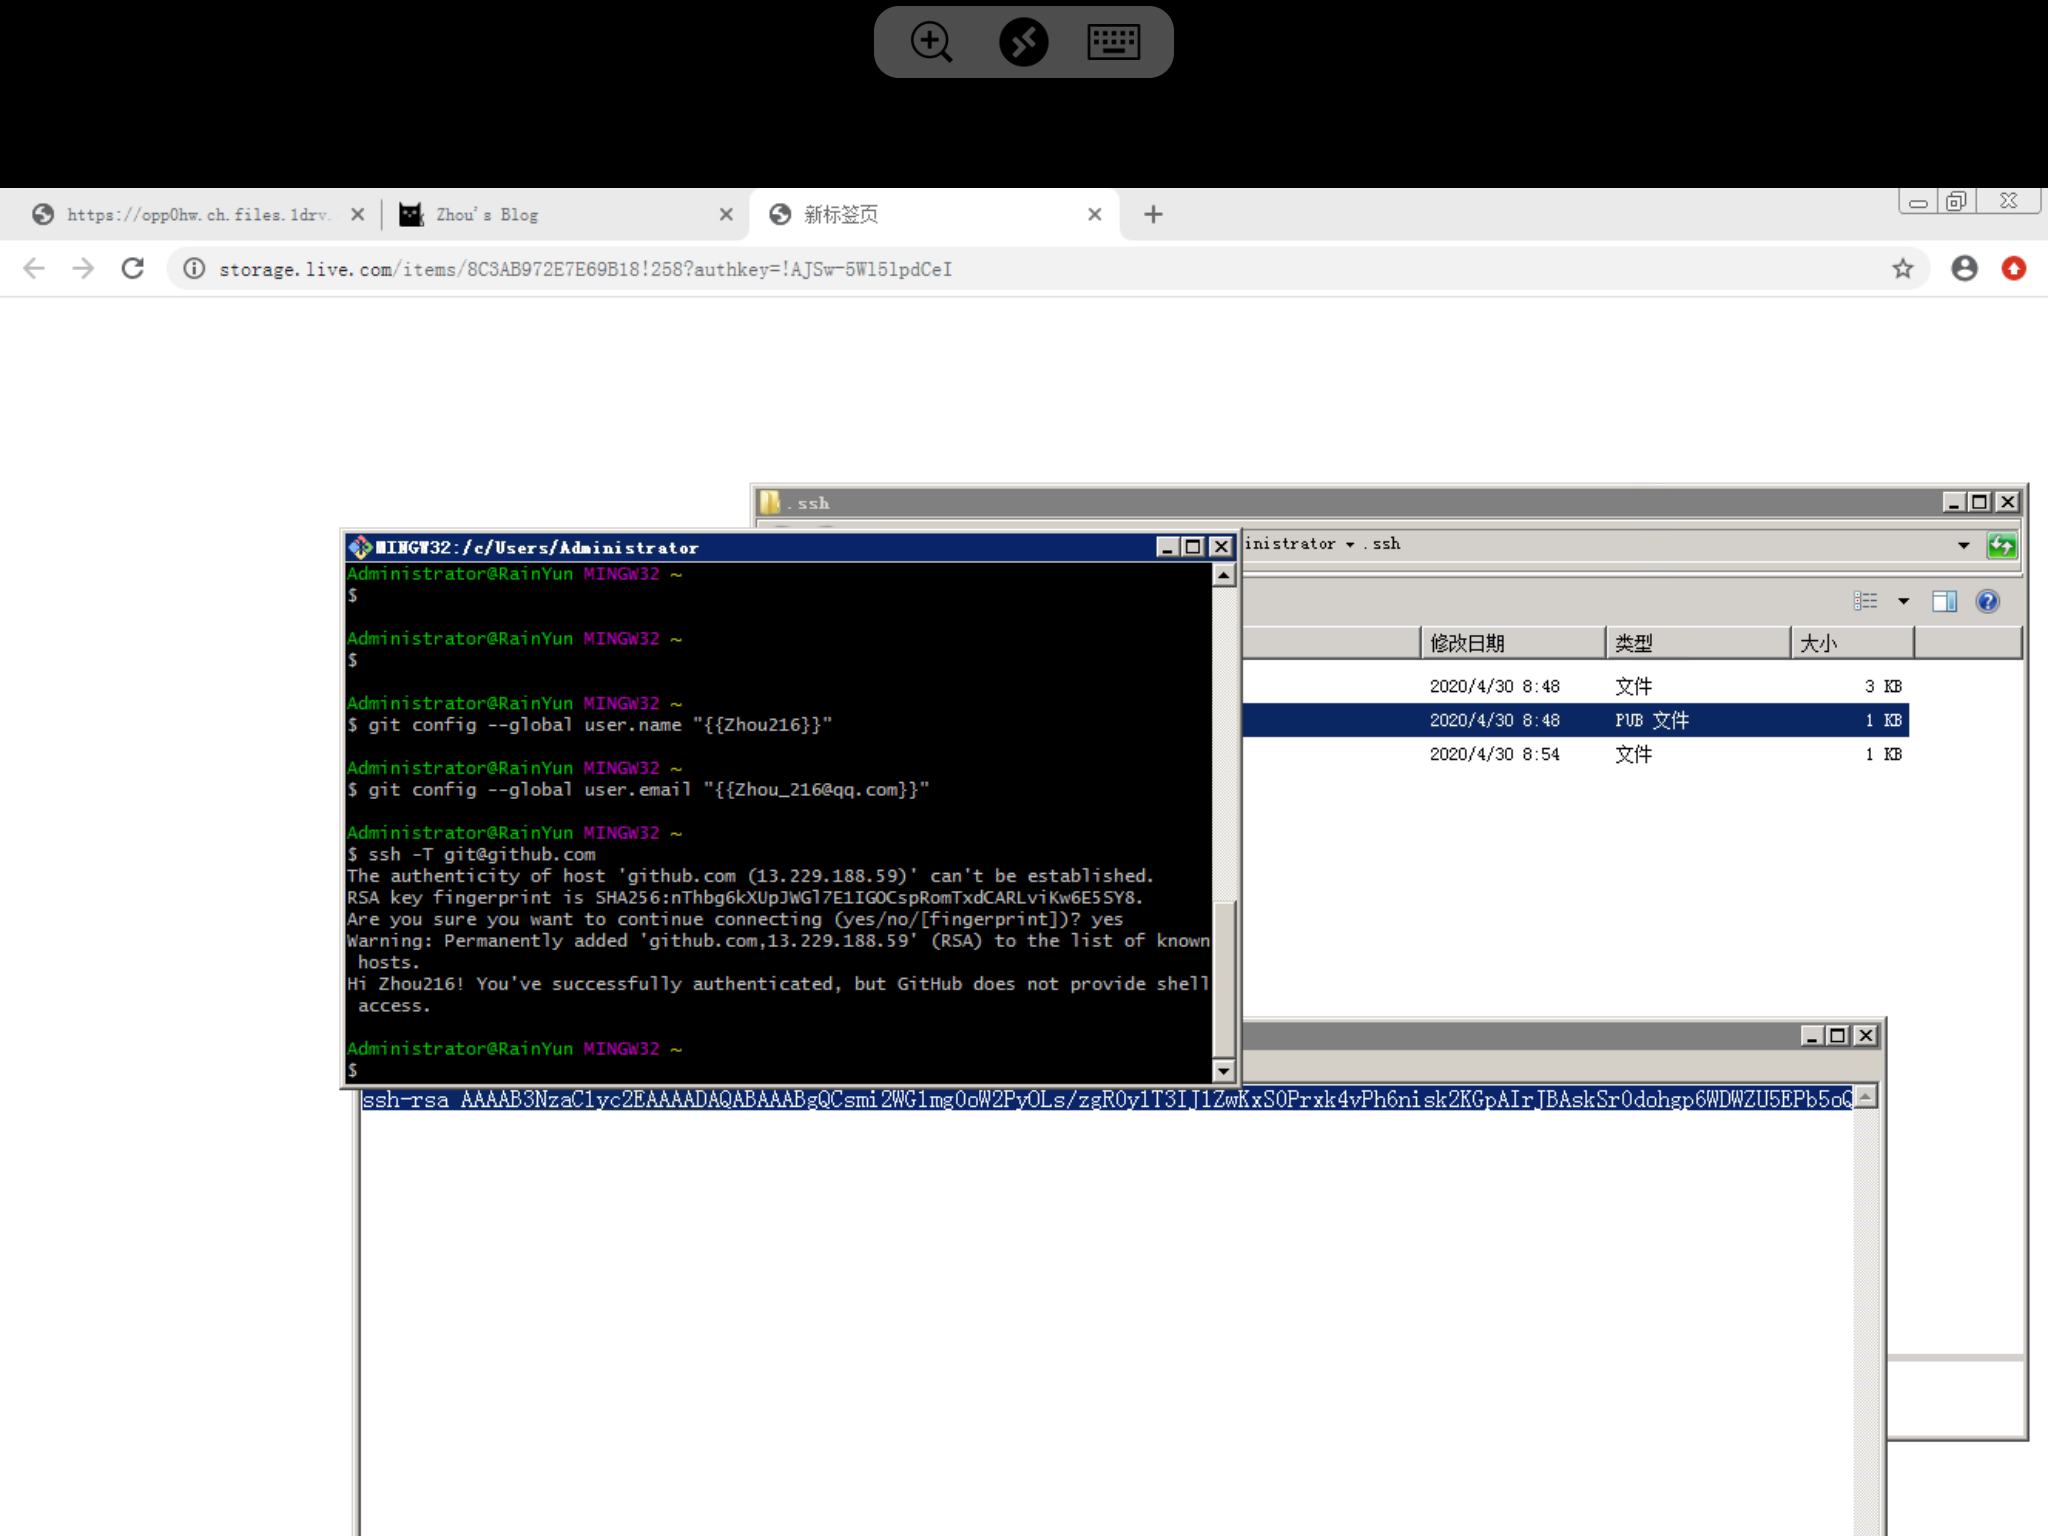 https://opp0hw.ch.files.1drv.
Zhou's Blog
新标签页
storage.live.com/items/8C3AB972E7E69B18!258?authkey=!AJSw-5Wl5lpdCeI
.ssh
MINGW32:/c/Users/Administrator
inistrator ▾ .ssh
Administrator@RainYun MINGW32 ~
$
Administrator@RainYun MINGW32 ~
$
Administrator@RainYun MINGW32 ~
$ git config --global user.name "{{Zhou216}}"
Administrator@RainYun MINGW32 ~
$ git config --global user.email "{{Zhou_216@qq.com}}"
Administrator@RainYun MINGW32 ~
$ ssh -T git@github.com
The authenticity of host 'github.com (13.229.188.59)' can't be established.
RSA key fingerprint is SHA256:nThbg6kXUpJWGl7E1IGOCspRomTxdCARLviKw6E5SY8.
Are you sure you want to continue connecting (yes/no/[fingerprint])? yes
Warning: Permanently added 'github.com,13.229.188.59' (RSA) to the list of known
hosts.
Hi Zhou216! You've successfully authenticated, but GitHub does not provide shell
access.
Administrator@RainYun MINGW32 ~
$
修改日期 类型 大小
2020/4/30 8:48 文件 3 KB
2020/4/30 8:48 PUB 文件 1 KB
2020/4/30 8:54 文件 1 KB
ssh-rsa AAAAB3NzaC1yc2EAAAADAQABAAABgQCsmi2WG1mg0oW2PyOLs/zgR0y1T3IJ1ZwKxS0Prxk4vPh6nisk2KGpAIrJBAskSr0dohgp6WDWZU5EPb5oQ